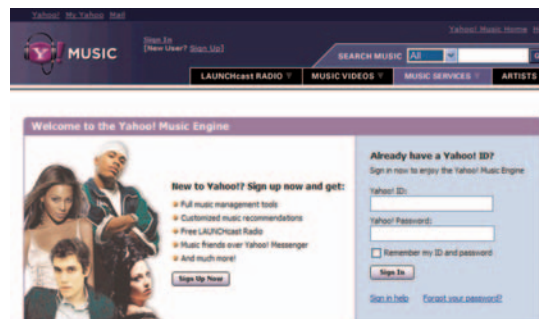 Yahoo! My Yahoo! Mail
Yahoo! Music Home
Sign In
[New User? Sign Up]
Y! MUSIC
SEARCH MUSIC All
LAUNCHcast RADIO MUSIC VIDEOS MUSIC SERVICES ARTISTS
Welcome to the Yahoo! Music Engine
New to Yahoo!? Sign up now and get:
Full music management tools
Customized music recommendations
Free LAUNCHcast Radio
Music friends over Yahoo! Messenger
And much more!
Sign Up Now
Already have a Yahoo! ID?
Sign in now to enjoy the Yahoo! Music Engine
Yahoo! ID:
Yahoo! Password:
Remember my ID and password
Sign In
Sign in help Forgot your password?